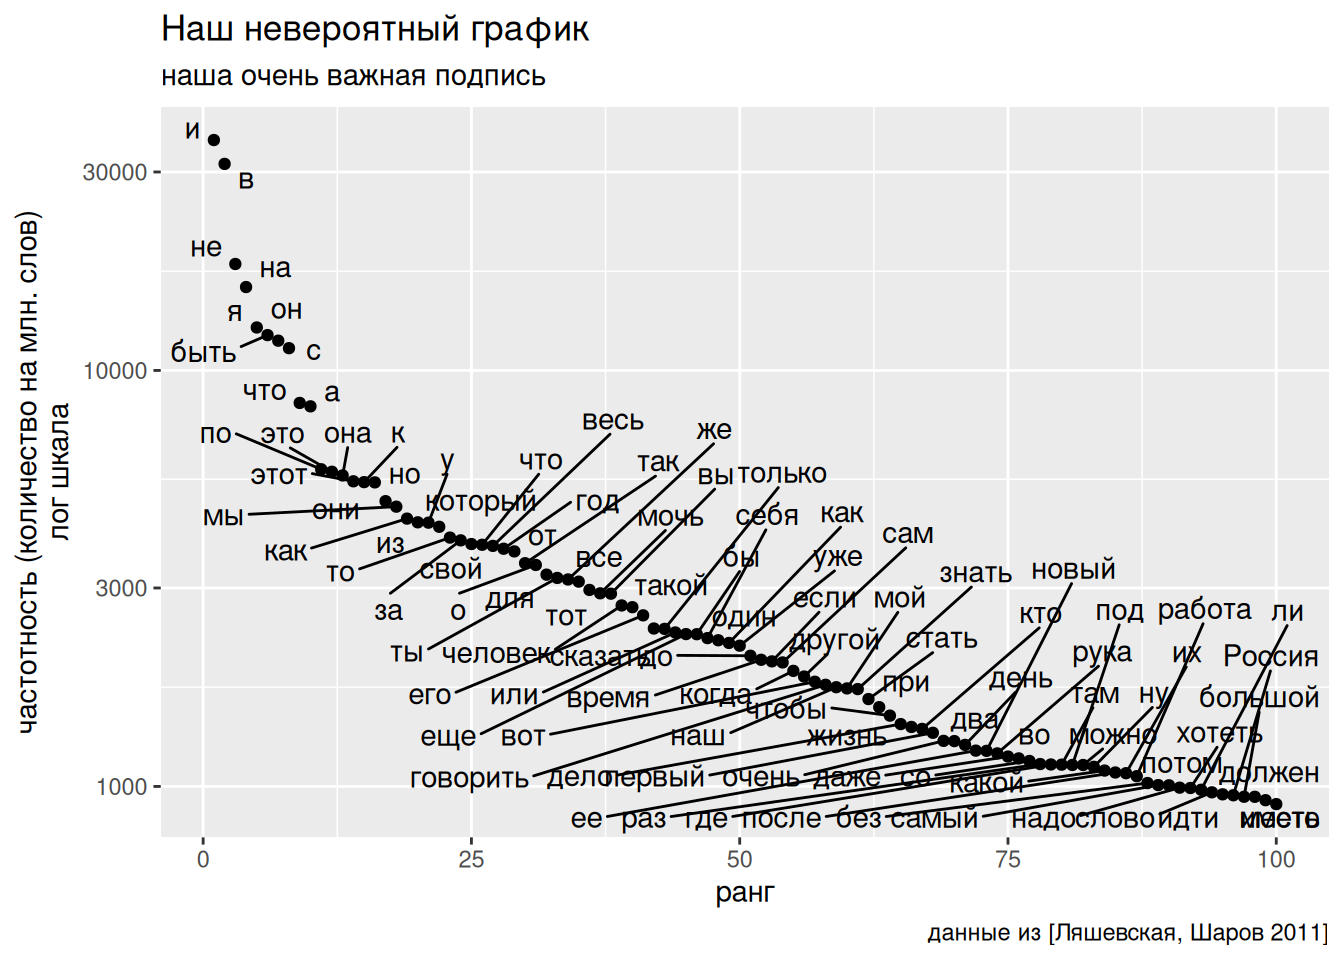 Наш невероятный график
наша очень важная подпись
частотность (количество на млн. слов)
лог шкала
30000
10000
3000
1000
и
в
не
на
я
он
быть
с
что
а
весь
же
по
это
она
к
этот
но
у
что
так
вы
только
мы
они
который
год
мочь
себя
как
как
из
от
сам
то
свой
все
бы
уже
знать
новый
за
о
для
такой
если
мой
тот
один
кто
под
работа
ли
ты
человек
сказать
до
другой
стать
рука
их
Россия
его
или
время
когда
при
день
там
ну
большой
чтобы
еще
вот
наш
жизнь
два
во
можно
хотеть
говорить
дело
первый
очень
даже
со
какой
потом
должен
ее
раз
где
после
без
самый
надо
слово
идти
иметь
0
25
50
75
100
ранг
данные из [Ляшевская, Шаров 2011]